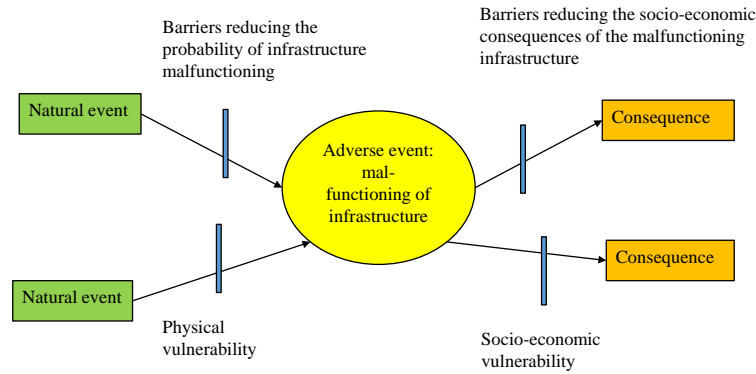 Barriers reducing the
probability of infrastructure
malfunctioning
Barriers reducing the socio-economic
consequences of the malfunctioning
infrastructure
Natural event
Adverse event:
mal-
functioning of
infrastructure
Consequence
Natural event
Consequence
Physical
vulnerability
Socio-economic
vulnerability